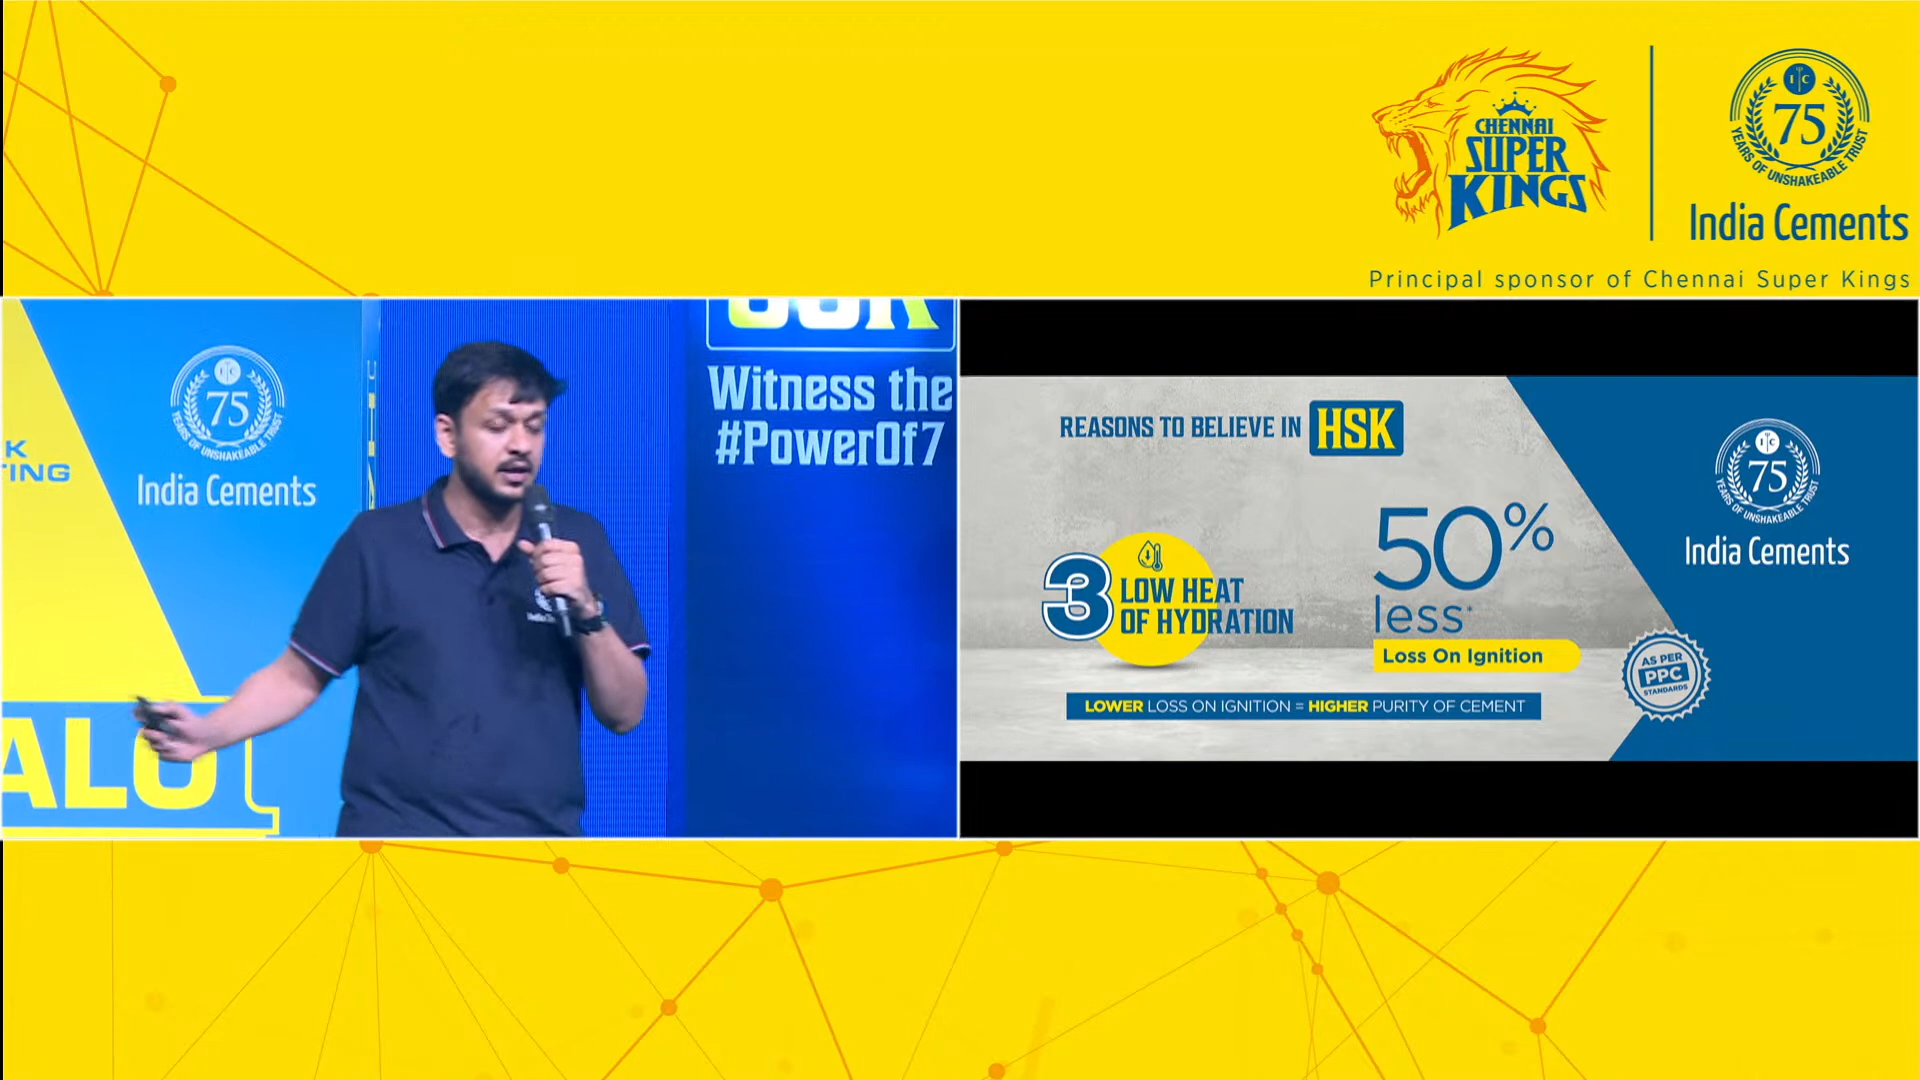 CHENNAI
SUPER
KINGS
I C
75
YEARS OF UNSHAKEABLE TRUST
India Cements
Principal sponsor of Chennai Super Kings
K
TING
I C
75
YEARS OF UNSHAKEABLE TRUST
India Cements
ALO
Witness the
#PowerOf7
REASONS TO BELIEVE IN HSK
3 LOW HEAT
OF HYDRATION
50%
less*
Loss On Ignition
LOWER LOSS ON IGNITION = HIGHER PURITY OF CEMENT
AS PER
PPC
STANDARDS
I C
75
YEARS OF UNSHAKEABLE TRUST
India Cements